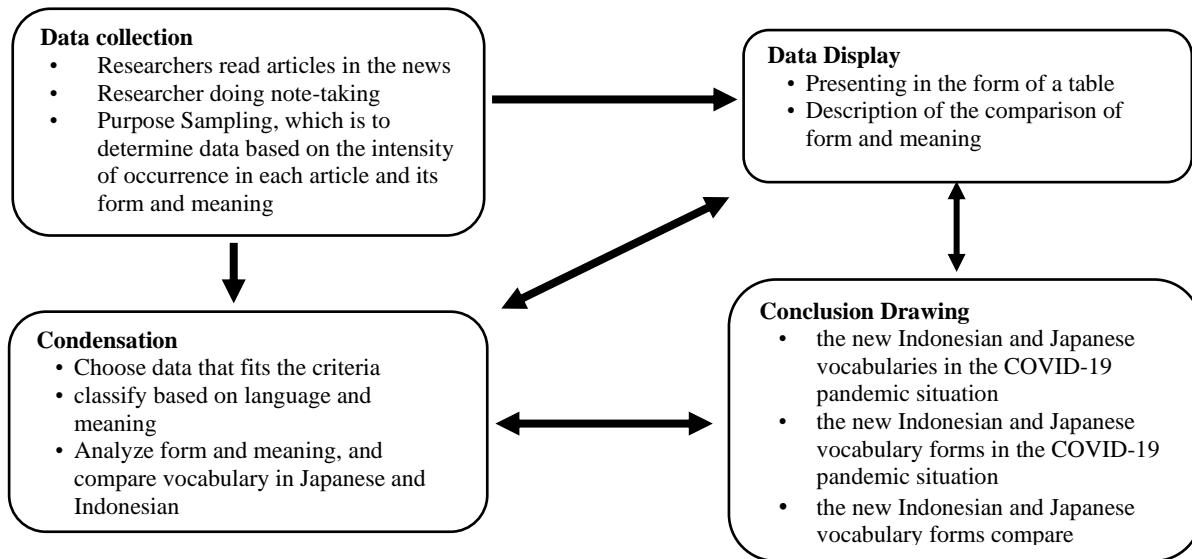 Data collection
• Researchers read articles in the news
• Researcher doing note-taking
• Purpose Sampling, which is to
determine data based on the intensity
of occurrence in each article and its
form and meaning
Data Display
• Presenting in the form of a table
• Description of the comparison of
form and meaning
Condensation
• Choose data that fits the criteria
• classify based on language and
meaning
• Analyze form and meaning, and
compare vocabulary in Japanese and
Indonesian
Conclusion Drawing
• the new Indonesian and Japanese
vocabularies in the COVID-19
pandemic situation
• the new Indonesian and Japanese
vocabulary forms in the COVID-19
pandemic situation
• the new Indonesian and Japanese
vocabulary forms compare